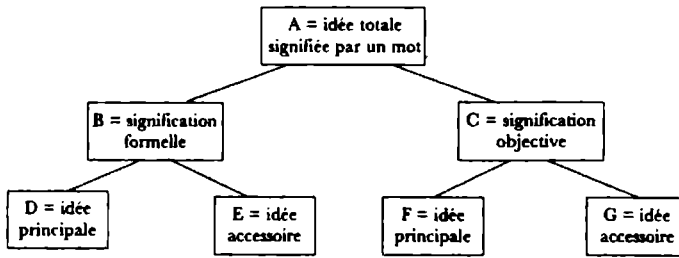 A = idée totale
signifiée par un mot
B = signification
formelle
C = signification
objective
D = idée
principale
E = idée
accessoire
F = idée
principale
G = idée
accessoire